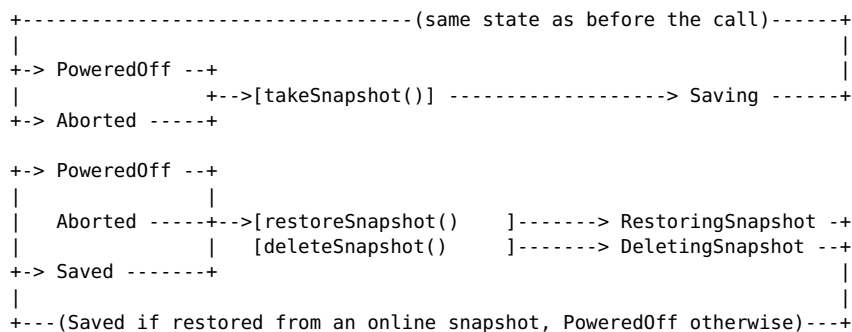 +----------------------------------(same state as before the call)------+
|                                                                       |
+-> PoweredOff --+                                                      |
|                +-->[takeSnapshot()] -------------------> Saving ------+
+-> Aborted -----+

+-> PoweredOff --+
|                |
|   Aborted -----+-->[restoreSnapshot()    ]-------> RestoringSnapshot -+
|                |   [deleteSnapshot()     ]-------> DeletingSnapshot --+
+-> Saved -------+                                                      |
|                                                                       |
+---(Saved if restored from an online snapshot, PoweredOff otherwise)---+